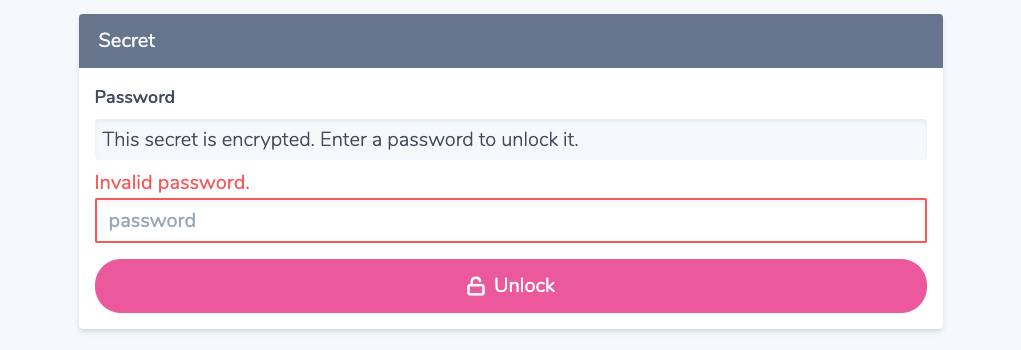 Secret
Password
This secret is encrypted. Enter a password to unlock it.
Invalid password.
password
Unlock